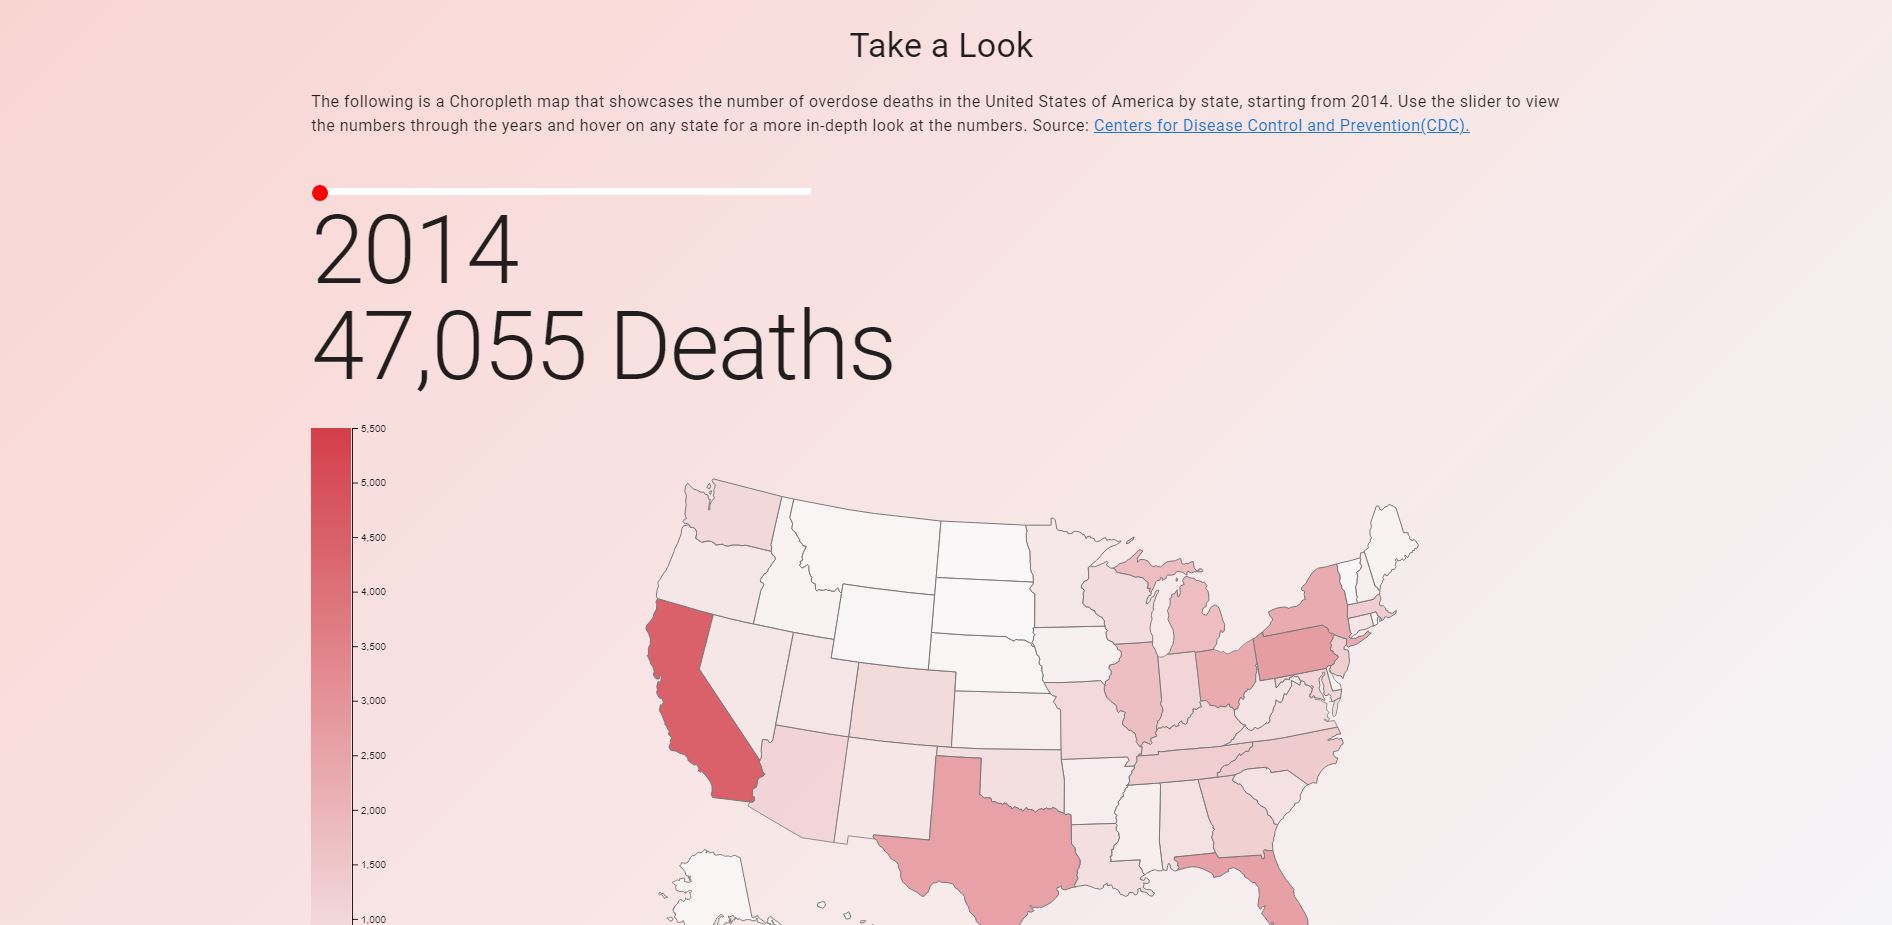 Take a Look
The following is a Choropleth map that showcases the number of overdose deaths in the United States of America by state, starting from 2014. Use the slider to view
the numbers through the years and hover on any state for a more in-depth look at the numbers. Source: Centers for Disease Control and Prevention(CDC).
2014
47,055 Deaths
5,500
5,000
4,500
4,000
3,500
3,000
2,500
2,000
1,500
1,000